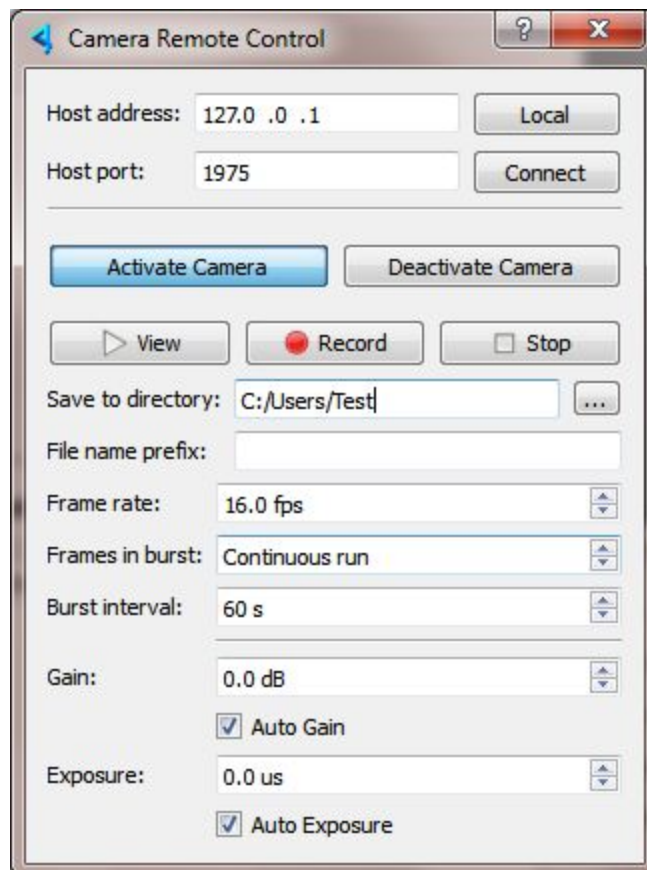 Camera Remote Control
Host address: 127.0 .0 .1 Local
Host port: 1975 Connect
Activate Camera Deactivate Camera
View Record Stop
Save to directory: C:/Users/Test ...
File name prefix:
Frame rate: 16.0 fps
Frames in burst: Continuous run
Burst interval: 60 s
Gain: 0.0 dB
Auto Gain
Exposure: 0.0 us
Auto Exposure